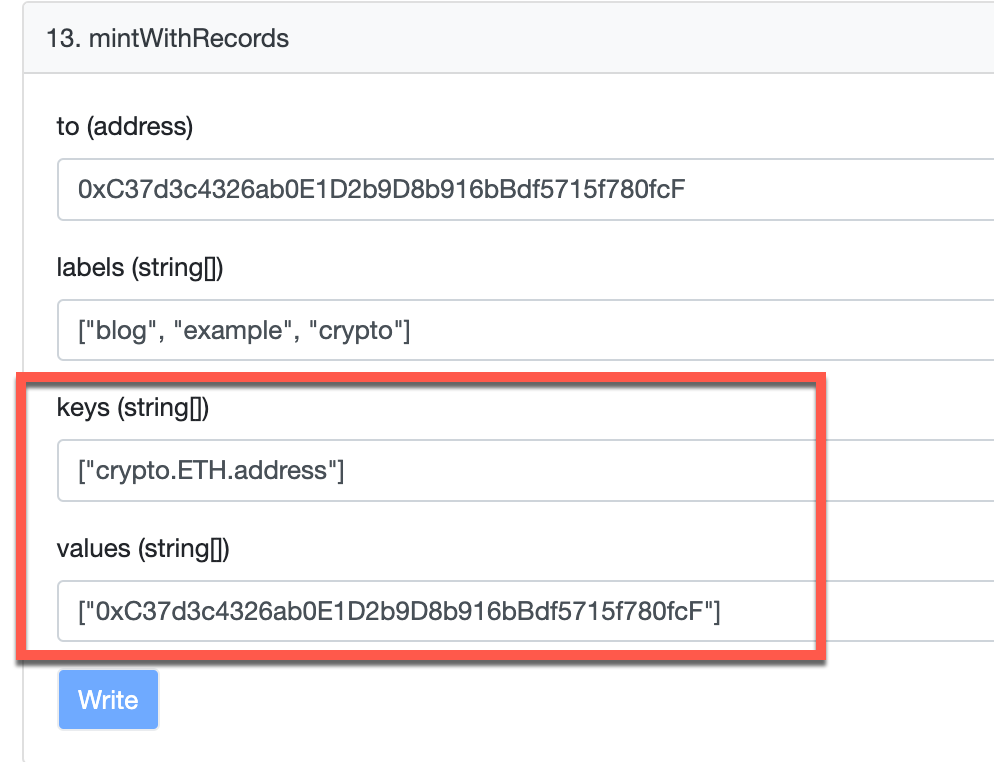 13. mintWithRecords
to (address)
0xC37d3c4326ab0E1D2b9D8b916bBdf5715f780fcF
labels (string[])
["blog", "example", "crypto"]
keys (string[])
["crypto.ETH.address"]
values (string[])
["0xC37d3c4326ab0E1D2b9D8b916bBdf5715f780fcF"]
Write